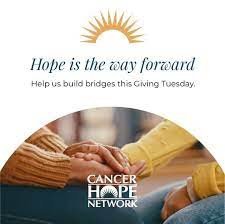 Hope is the way forward
Help us build bridges this Giving Tuesday.
CANCER
HOPE
NETWORK